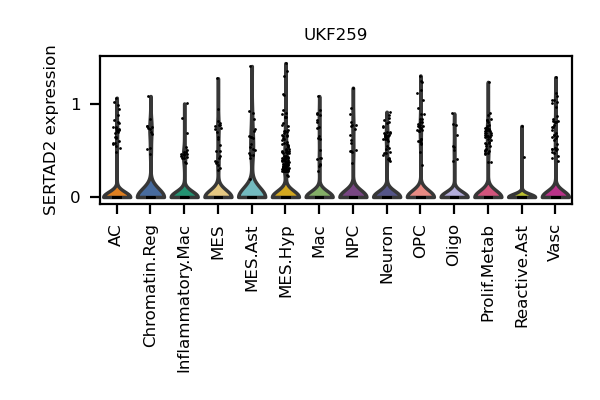 UKF259
SERTAD2 expression
1
0
AC
Chromatin.Reg
Inflammatory.Mac
MES
MES.Ast
MES.Hyp
Mac
NPC
Neuron
OPC
Oligo
Prolif.Metab
Reactive.Ast
Vasc